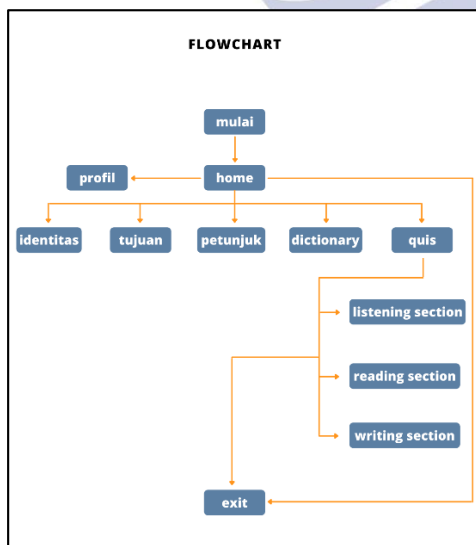 FLOWCHART
mulai
profil
home
identitas
tujuan
petunjuk
dictionary
quis
listening section
reading section
writing section
exit